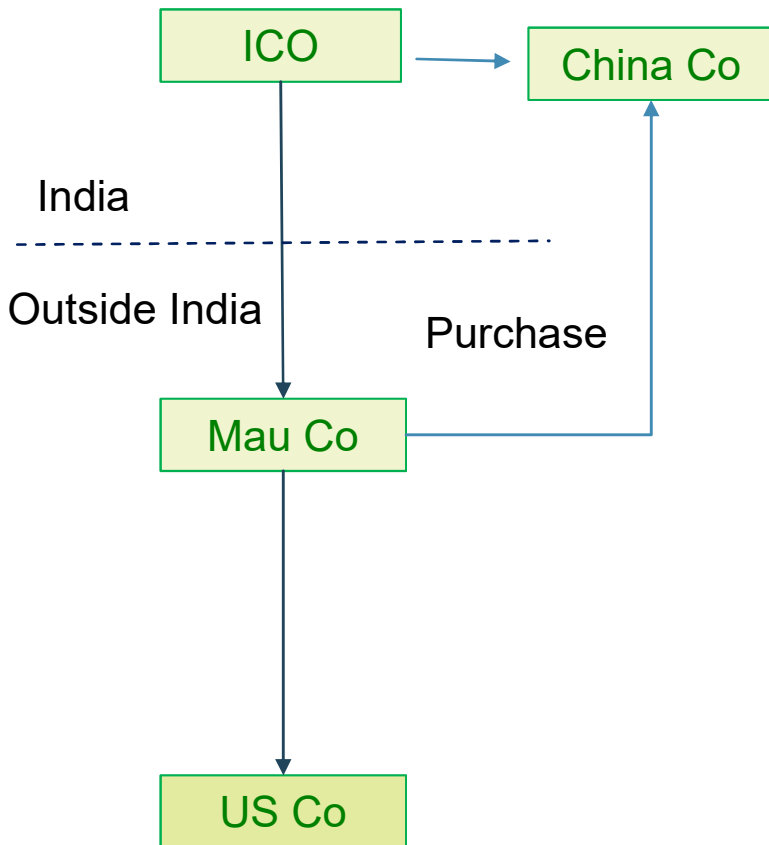 ICO
China Co
India
Outside India
Purchase
Mau Co
US Co